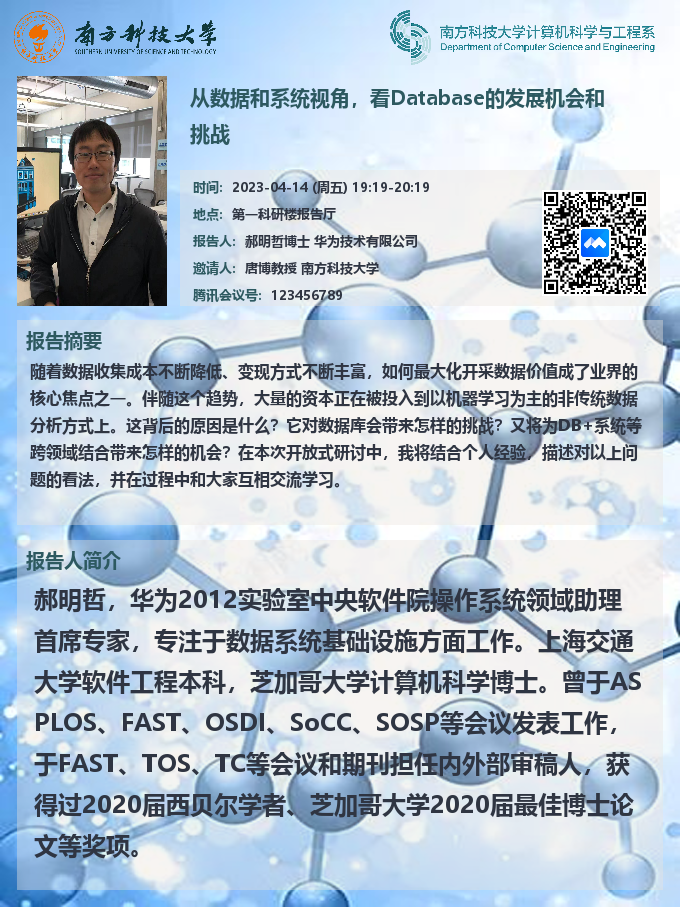 南方科技大学
SOUTHERN UNIVERSITY OF SCIENCE AND TECHNOLOGY
南方科技大学计算机科学与工程系
Department of Computer Science and Engineering
从数据和系统视角，看Database的发展机会和
挑战
时间：2023-04-14 (周五) 19:19-20:19
地点：第一科研楼报告厅
报告人：郝明哲博士 华为技术有限公司
邀请人：唐博教授 南方科技大学
腾讯会议号：123456789
报告摘要
随着数据收集成本不断降低、变现方式不断丰富，如何最大化开采数据价值成了业界的
核心焦点之一。伴随这个趋势，大量的资本正在被投入到以机器学习为主的非传统数据
分析方式上。这背后的原因是什么？它对数据库会带来怎样的挑战？又将为DB+系统等
跨领域结合带来怎样的机会？在本次开放式研讨中，我将结合个人经验，描述对以上问
题的看法，并在过程中和大家互相交流学习。
报告人简介
郝明哲，华为2012实验室中央软件院操作系统领域助理
首席专家，专注于数据系统基础设施方面工作。上海交通
大学软件工程本科，芝加哥大学计算机科学博士。曾于AS
PLOS、FAST、OSDI、SoCC、SOSP等会议发表工作，
于FAST、TOS、TC等会议和期刊担任内外部审稿人，获
得过2020届西贝尔学者、芝加哥大学2020届最佳博士论
文等奖项。